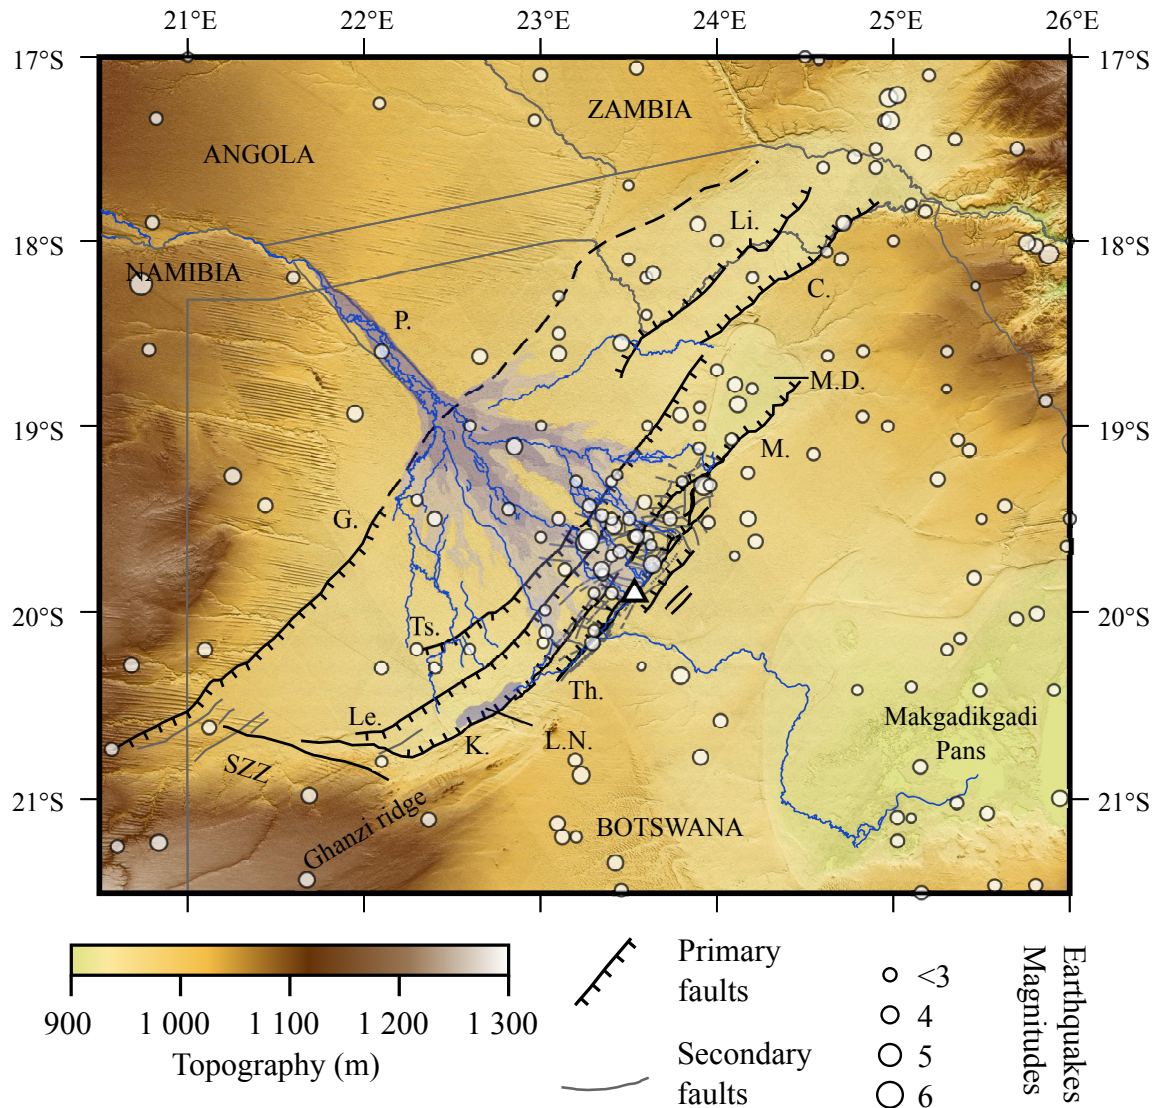 21°E 22°E 23°E 24°E 25°E 26°E
17°S 17°S
ZAMBIA
ANGOLA
Li.
18°S 18°S
NAMIBIA
C.
P.
M.D.
19°S 19°S
M.
G.
20°S 20°S
Ts.
Th.
Le.
Makgadikgadi
Pans
K. L.N.
SZZ
21°S 21°S
Ghanzi ridge
BOTSWANA
900 1 000 1 100 1 200 1 300
Topography (m)
Primary
faults
Secondary
faults
<3
4
5
6
Earthquakes
Magnitudes